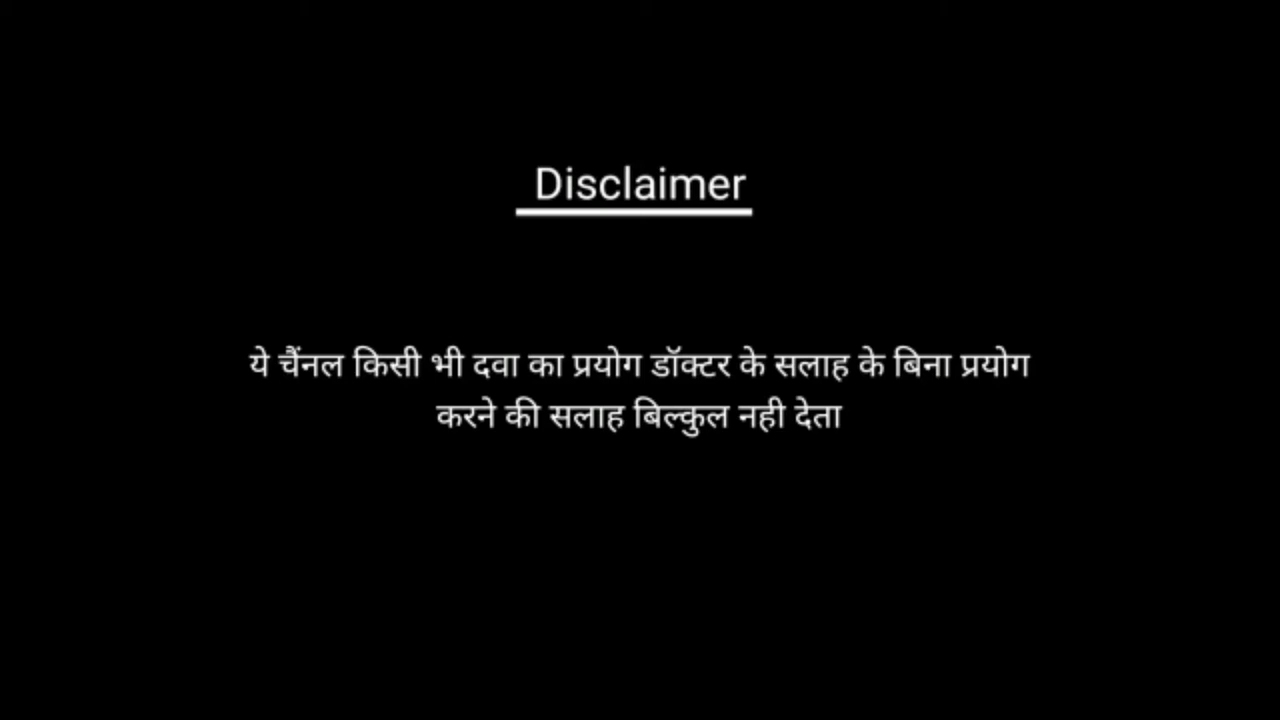 Disclaimer
ये चैंनल किसी भी दवा का प्रयोग डॉक्टर के सलाह के बिना प्रयोग
करने की सलाह बिल्कुल नही देता